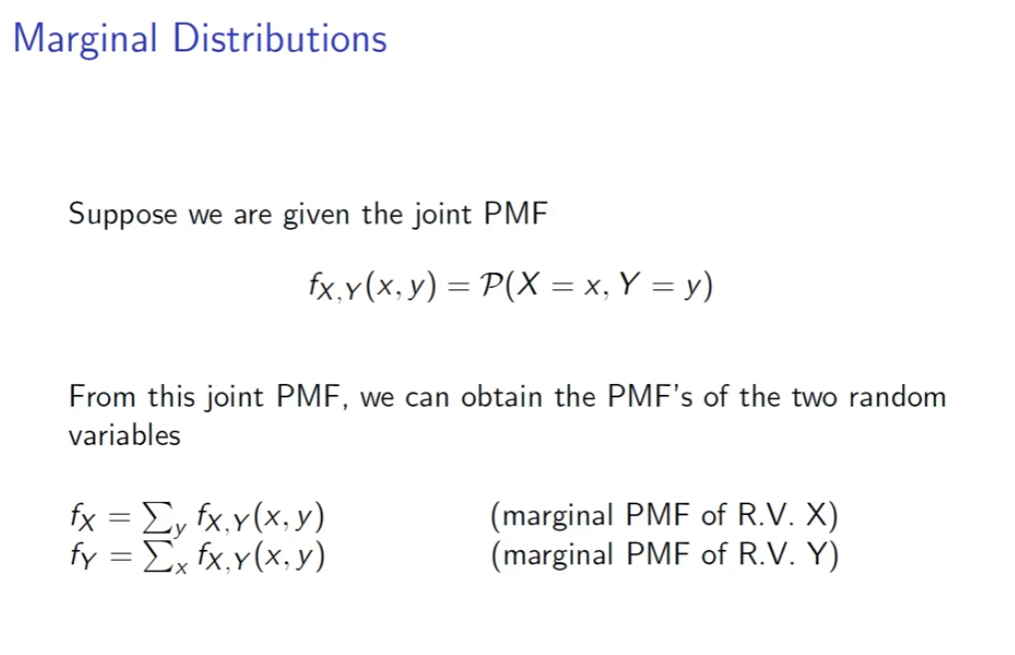 Marginal Distributions
Suppose we are given the joint PMF
f_{X,Y}(x, y) = 𝒫(X = x, Y = y)
From this joint PMF, we can obtain the PMF's of the two random
variables
f_X = ∑_y f_{X,Y}(x, y) (marginal PMF of R.V. X)
f_Y = ∑_x f_{X,Y}(x, y) (marginal PMF of R.V. Y)